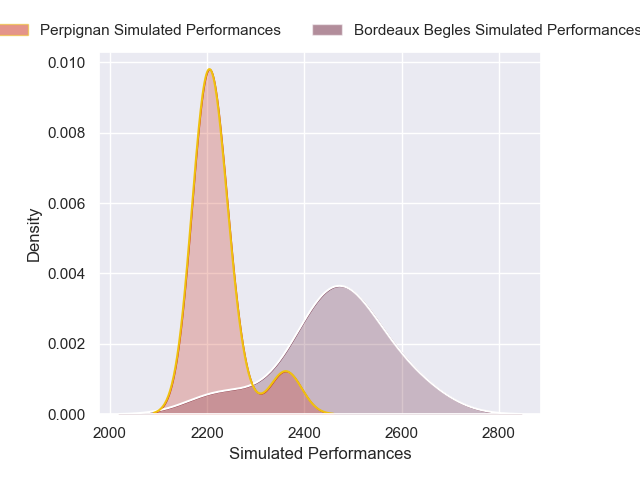 Perpignan Simulated Performances
Bordeaux Begles Simulated Performances
0.010
0.008
0.006
0.004
0.002
0.000
Density
2000 2200 2400 2600 2800
Simulated Performances